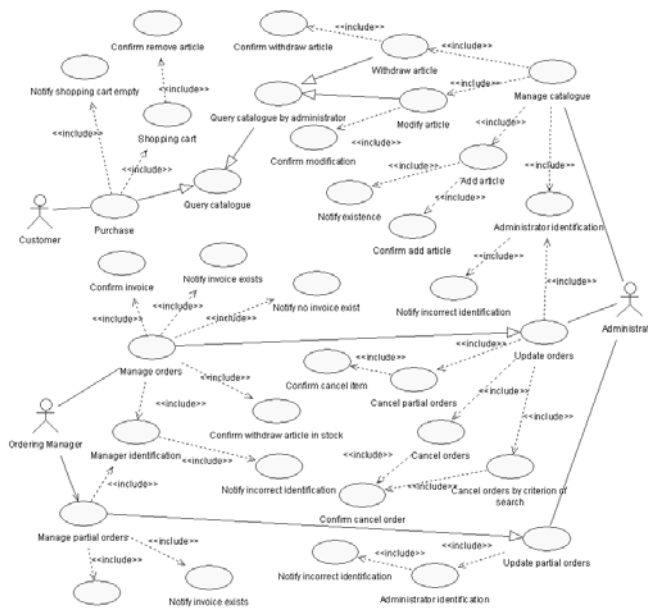 Confirm remove article
Confirm withdraw article
<<include>>
<<include>>
Withdraw article
<<include>>
Notify shopping cart empty
<<include>>
Manage catalogue
Query catalogue by administrator
Modify article
<<include>>
<<include>>
Shopping cart
<<include>>
<<include>>
Confirm modification
<<include>>
<<include>>
Add article
Query catalogue
Notify existence
<<include>>
Customer
Purchase
Confirm add article
Administrator identification
Notify invoice exists
<<include>>
Confirm invoice
<<include>>
<<include>>
Notify no invoice exist
Notify incorrect identification
<<include>>
<<include>>
Administrat
Manage orders
<<include>>
Update orders
<<include>>
Confirm cancel item
Cancel partial orders
<<include>>
<<include>>
<<include>>
Ordering Manager
Confirm withdraw article in stock
Manager identification
<<include>>
Cancel orders
<<include>>
<<include>>
Notify incorrect identification
<<include>>
Cancel orders by criterion of
search
Confirm cancel order
Manage partial orders
<<include>>
<<include>>
<<include>>
<<include>>
Update partial orders
Notify incorrect identification
Notify invoice exists
Administrator identification